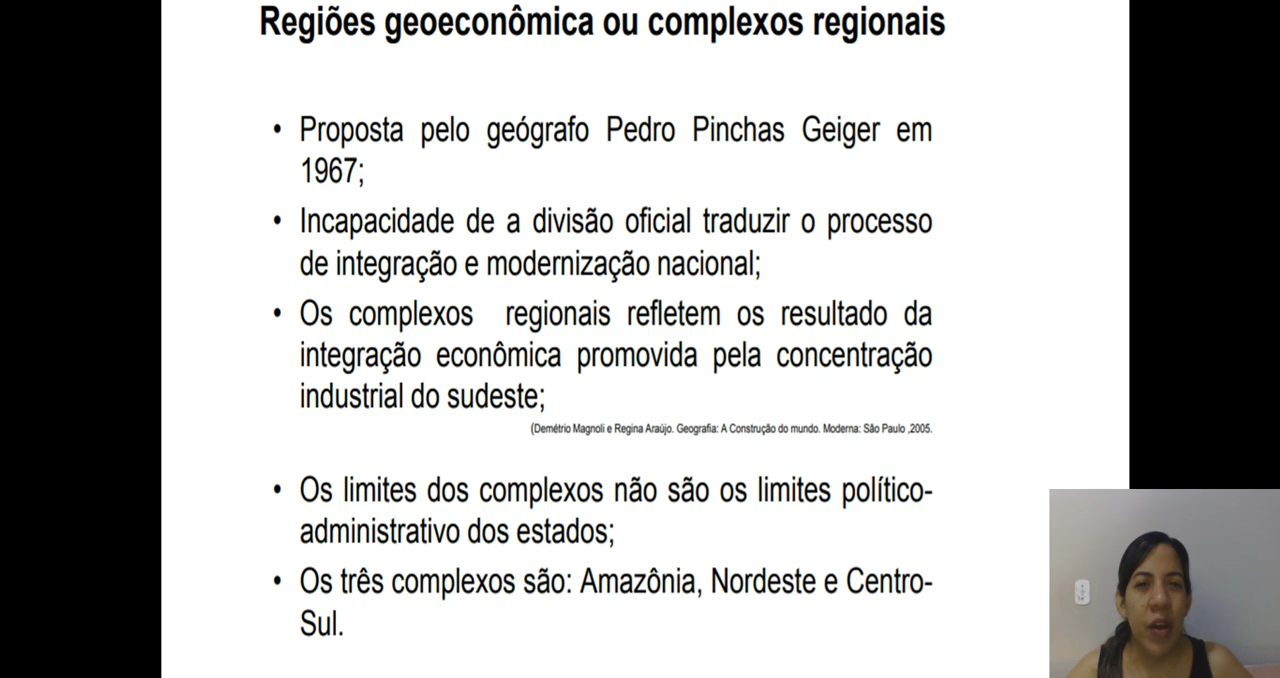 Regiões geoeconômica ou complexos regionais
• Proposta pelo geógrafo Pedro Pinchas Geiger em
1967;
• Incapacidade de a divisão oficial traduzir o processo
de integração e modernização nacional;
• Os complexos regionais refletem os resultado da
integração econômica promovida pela concentração
industrial do sudeste;
(Demétrio Magnoli e Regina Araújo. Geografia: A Construção do mundo. Moderna: São Paulo ,2005.
• Os limites dos complexos não são os limites político-
administrativo dos estados;
• Os três complexos são: Amazônia, Nordeste e Centro-
Sul.